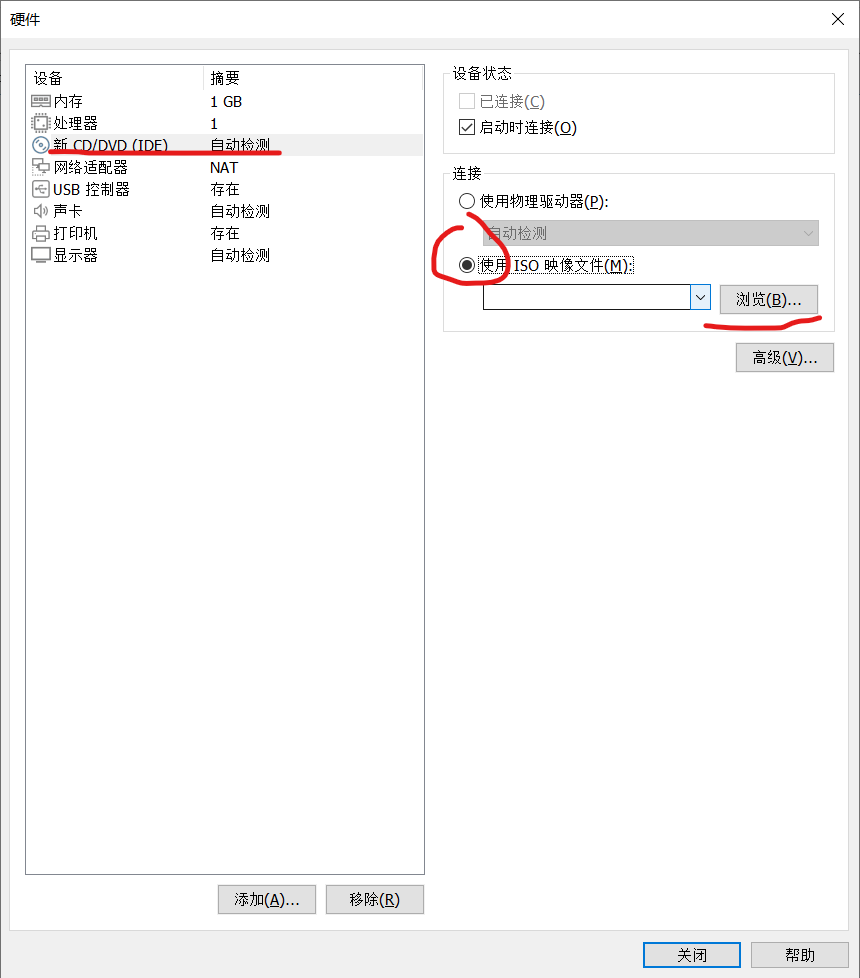 硬件
设备 摘要
内存 1 GB
处理器 1
新 CD/DVD (IDE) 自动检测
网络适配器 NAT
USB 控制器 存在
声卡 自动检测
打印机 存在
显示器 自动检测
添加(A)... 移除(R)
设备状态
已连接(C)
启动时连接(O)
连接
使用物理驱动器(P):
自动检测
使用 ISO 映像文件(M):
浏览(B)...
高级(V)...
关闭 帮助